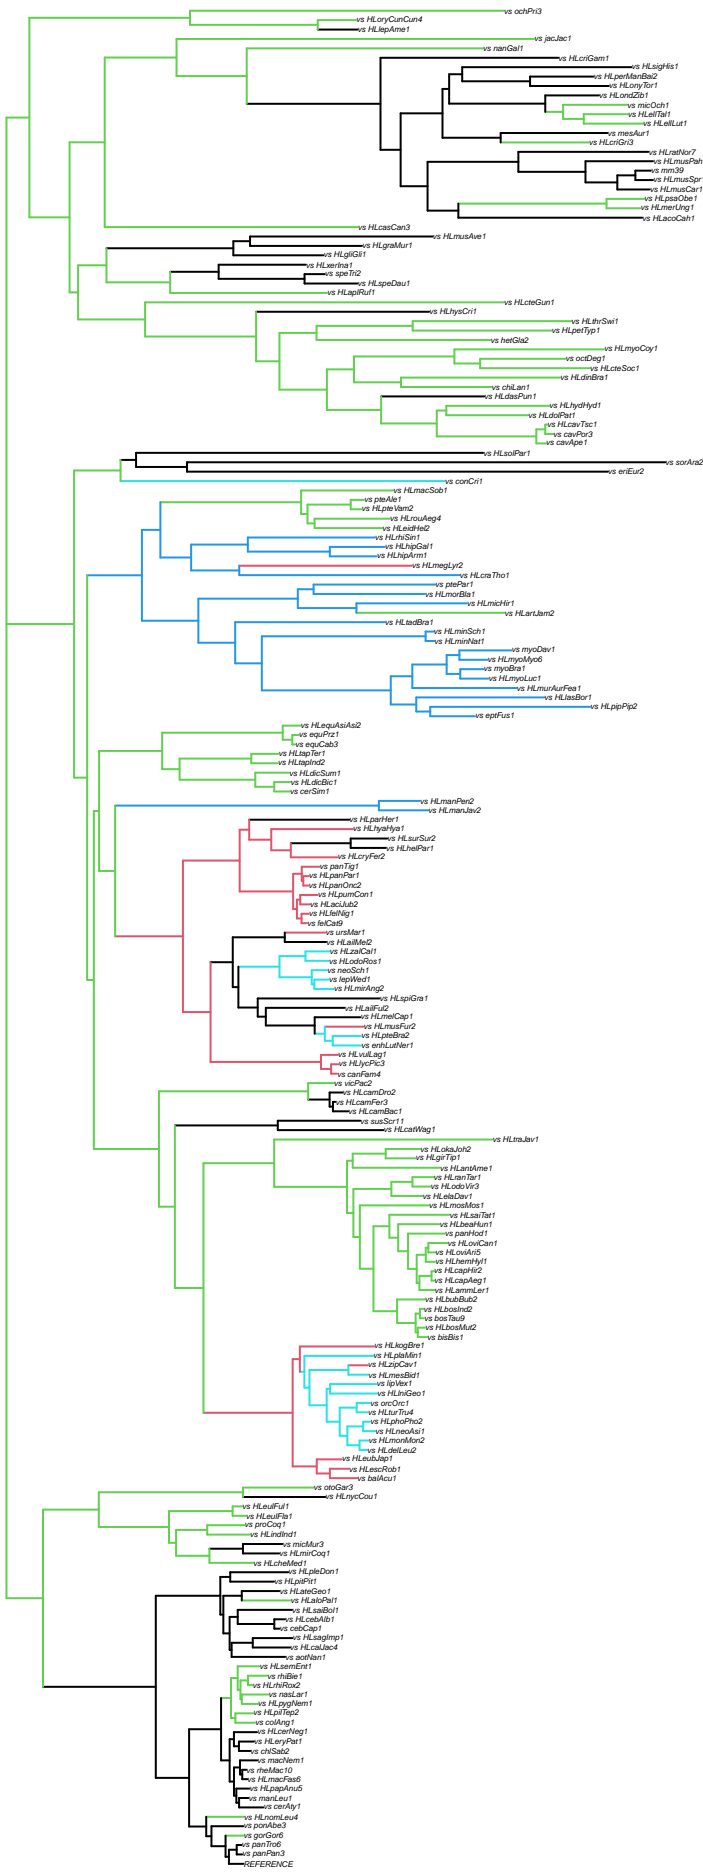 vs ochPri3
vs HLoryCunCun4
vs HLlepAme1
vs jacJac1
vs nanGal1
vs HLcriGam1
vs HLsigHis1
vs HLperManBai2
vs HLonyTor1
vs HLondZib1
vs micOch1
vs HLellTal1
vs HLellLut1
vs mesAur1
vs HLcriGri3
vs HLratNor7
vs HLmusPah
vs mm39
vs HLmusSpr
vs HLmusCar1
vs HLpsaObe1
vs HLmerUng1
vs HLacoCah1
vs HLcasCan3
vs HLmusAve1
vs HLgraMur1
vs HLgliGli1
vs HLxerIna1
vs speTri2
vs HLspeDau1
vs HLaplRuf1
vs HLcteGun1
vs HLhysCri1
vs HLthrSwi1
vs HLpetTyp1
vs hetGla2
vs HLmyoCoy1
vs octDeg1
vs HLcteSoc1
vs HLdinBra1
vs chiLan1
vs HLdasPun1
vs HLhydHyd1
vs HLdolPat1
vs HLcavTsc1
vs cavPor3
vs cavApe1
vs HLsolPar1
vs sorAra2
vs eriEur2
vs conCri1
vs HLmacSob1
vs pteAle1
vs HLpteVam2
vs HLrouAeg4
vs HLeidHel2
vs HLrhiSin1
vs HLhipGal1
vs HLhipArm1
vs HLmegLyr2
vs HLcraTho1
vs ptePar1
vs HLmorBla1
vs HLmicHir1
vs HLartJam2
vs HLtadBra1
vs HLminSch1
vs HLminNat1
vs myoDav1
vs HLmyoMyo6
vs myoBra1
vs HLmyoLuc1
vs HLmurAurFea1
vs HLlasBor1
vs HLpipPip2
vs eptFus1
vs HLequAsiAsi2
vs equPrz1
vs equCab3
vs HLtapTer1
vs HLtapInd2
vs HLdicSum1
vs HLdicBic1
vs cerSim1
vs HLmanPen2
vs HLmanJav2
vs HLparHer1
vs HLhyaHya1
vs HLsurSur2
vs HLhelPar1
vs HLcryFer2
vs panTig1
vs HLpanPar1
vs HLpanOnc2
vs HLpumCon1
vs HLaciJub2
vs HLfelNig1
vs felCat9
vs ursMar1
vs HLailMel2
vs HLzalCal1
vs HLodoRos1
vs neoSch1
vs lepWed1
vs HLmirAng2
vs HLspiGra1
vs HLailFul2
vs HLmelCap1
vs HLmusFur2
vs HLpteBra2
vs enhLutNer1
vs HLvulLag1
vs HLlycPic3
vs canFam4
vs vicPac2
vs HLcamDro2
vs HLcamFer3
vs HLcamBac1
vs susScr11
vs HLcatWag1
vs HLtraJav1
vs HLokaJoh2
vs HLgirTip1
vs HLantAme1
vs HLranTar1
vs HLodoVir3
vs HLelaDav1
vs HLmosMos1
vs HLsaiTat1
vs HLbeaHun1
vs panHod1
vs HLoviCan1
vs HLoviAri5
vs HLhemHyl1
vs HLcapHir2
vs HLcapAeg1
vs HLammLer1
vs HLbubBub2
vs HLbosInd2
vs bosTau9
vs HLbosMut2
vs bisBis1
vs HLkogBre1
vs HLplaMin1
vs HLzipCav1
vs HLmesBid1
vs lipVex1
vs HLIniGeo1
vs orcOrc1
vs HLturTru4
vs HLphoPho2
vs HLneoAsi1
vs HLmonMon2
vs HLdelLeu2
vs HLeubJap1
vs HLescRob1
vs balAcu1
vs otoGar3
vs HLnycCou1
vs HLeulFul1
vs HLeulFla1
vs proCoq1
vs HLindInd1
vs micMur3
vs HLmirCoq1
vs HLcheMed1
vs HLpleDon1
vs HLpitPit1
vs HLateGeo1
vs HLaloPal1
vs HLsaiBol1
vs HLcebAlb1
vs cebCap1
vs HLsagImp1
vs HLcalJac4
vs aotNan1
vs HLsemEnt1
vs rhiBie1
vs HLrhiRox2
vs nasLar1
vs HLpygNem1
vs HLpilTep2
vs colAng1
vs HLcerNeg1
vs HLeryPat1
vs chlSab2
vs macNem1
vs rheMac10
vs HLmacFas6
vs HLpapAnu5
vs manLeu1
vs cerAty1
vs HLnomLeu4
vs ponAbe3
vs gorGor6
vs panTro6
vs panPan3
REFERENCE